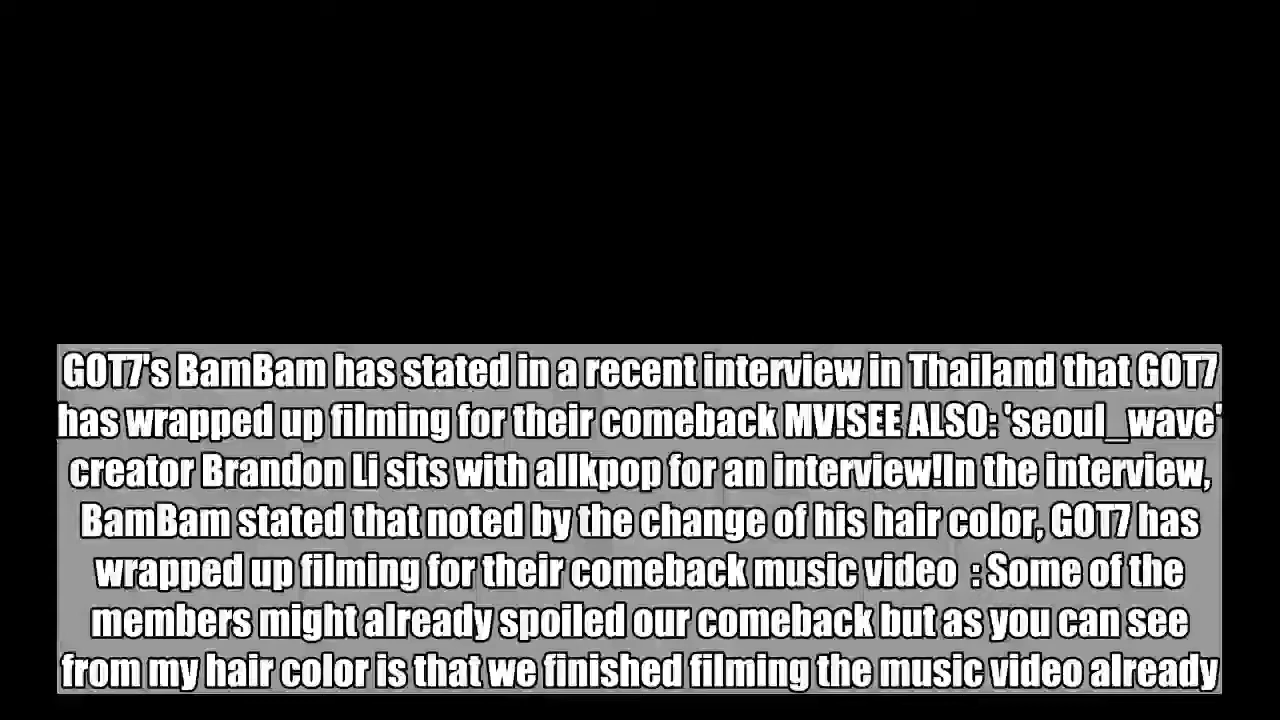 GOT7's BamBam has stated in a recent interview in Thailand that GOT7
has wrapped up filming for their comeback MV!SEE ALSO: 'seoul_wave'
creator Brandon Li sits with allkpop for an interview!In the interview,
BamBam stated that noted by the change of his hair color, GOT7 has
wrapped up filming for their comeback music video  : Some of the
members might already spoiled our comeback but as you can see
from my hair color is that we finished filming the music video already